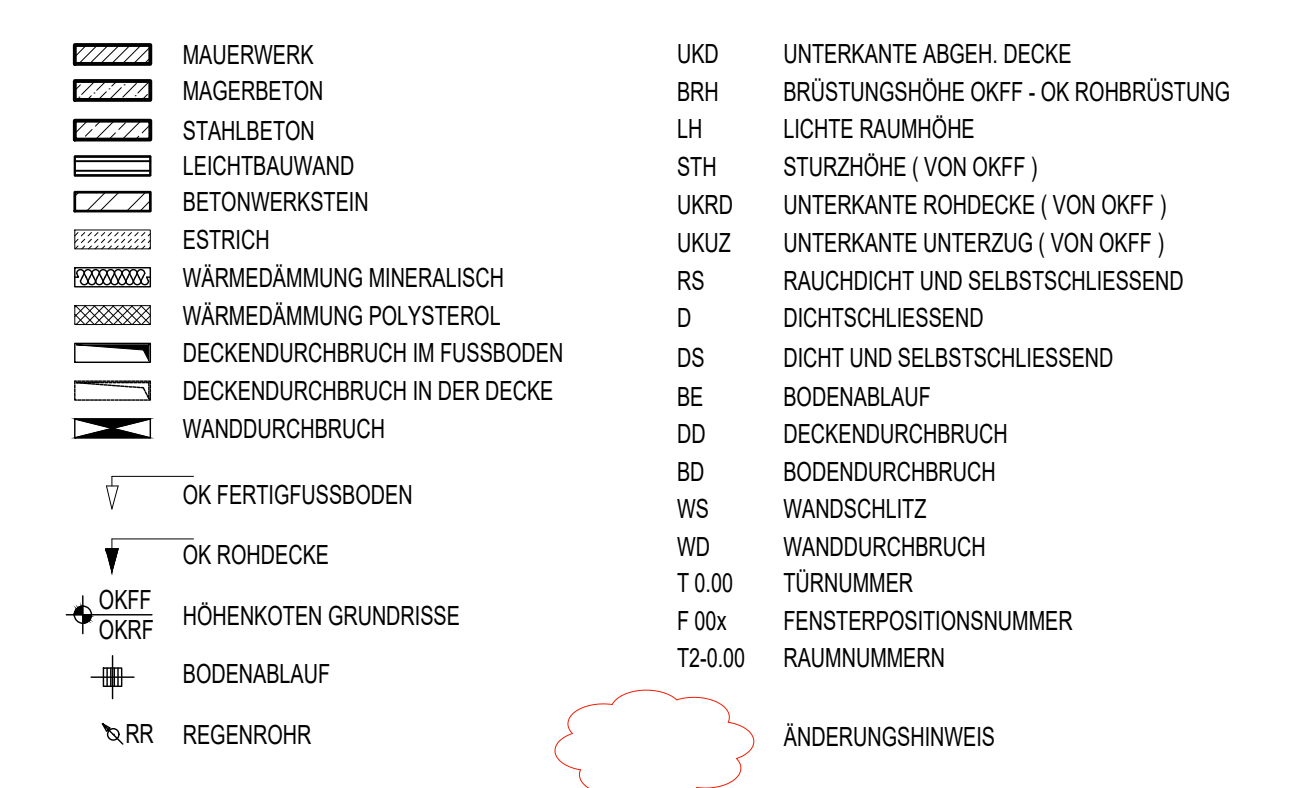 MAUERWERK
MAGERBETON
STAHLBETON
LEICHTBAUWAND
BETONWERKSTEIN
ESTRICH
WÄRMEDÄMMUNG MINERALISCH
WÄRMEDÄMMUNG POLYSTEROL
DECKENDURCHBRUCH IM FUSSBODEN
DECKENDURCHBRUCH IN DER DECKE
WANDDURCHBRUCH
OK FERTIGFUSSBODEN
OK ROHDECKE
OKFF
OKRF
HÖHENKOTEN GRUNDRISSE
BODENABLAUF
RR REGENROHR
UKD UNTERKANTE ABGEH. DECKE
BRH BRÜSTUNGSHÖHE OKFF - OK ROHBRÜSTUNG
LH LICHTE RAUMHÖHE
STH STURZHÖHE ( VON OKFF )
UKRD UNTERKANTE ROHDECKE ( VON OKFF )
UKUZ UNTERKANTE UNTERZUG ( VON OKFF )
RS RAUCHDICHT UND SELBSTSCHLIESSEND
D DICHTSCHLIESSEND
DS DICHT UND SELBSTSCHLIESSEND
BE BODENABLAUF
DD DECKENDURCHBRUCH
BD BODENDURCHBRUCH
WS WANDSCHLITZ
WD WANDDURCHBRUCH
T 0.00 TÜRNUMMER
F 00x FENSTERPOSITIONSNUMMER
T2-0.00 RAUMNUMMERN
ÄNDERUNGSHINWEIS